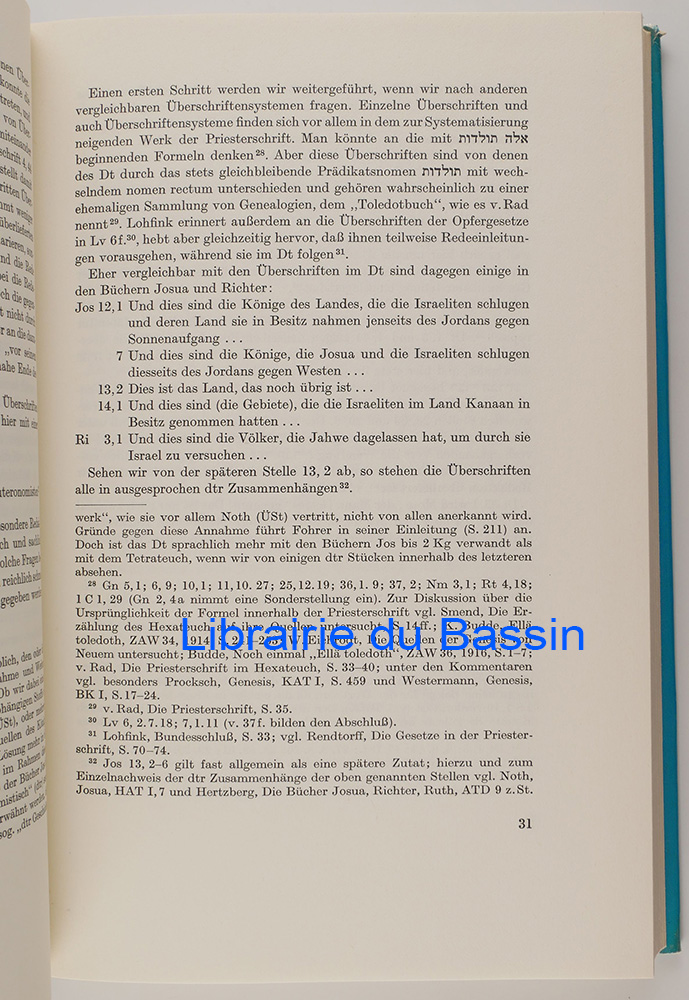 Einen ersten Schritt werden wir weitergeführt, wenn wir nach anderen
vergleichbaren Überschriftensystemen fragen. Einzelne Überschriften und
auch Überschriftensysteme finden sich vor allem in dem zur Systematisierung
neigenden Werk der Priesterschrift. Man könnte an die mit אלה תולדות
beginnenden Formeln denken²⁸. Aber diese Überschriften sind von denen
des Dt durch das stets gleichbleibende Prädikatsnomen תולדות mit wech-
selndem nomen rectum unterschieden und gehören wahrscheinlich zu einer
ehemaligen Sammlung von Genealogien, dem „Toledotbuch“, wie es v. Rad
nennt²⁹. Lohfink erinnert außerdem an die Überschriften der Opfergesetze
in Lv 6f.³⁰, hebt aber gleichzeitig hervor, daß ihnen teilweise Redeeinleitun-
gen vorausgehen, während sie im Dt folgen³¹.
Eher vergleichbar mit den Überschriften im Dt sind dagegen einige in
den Büchern Josua und Richter:
Jos 12,1 Und dies sind die Könige des Landes, die die Israeliten schlugen
und deren Land sie in Besitz nahmen jenseits des Jordans gegen
Sonnenaufgang ...
7 Und dies sind die Könige, die Josua und die Israeliten schlugen
diesseits des Jordans gegen Westen ...
13,2 Dies ist das Land, das noch übrig ist ...
14,1 Und dies sind (die Gebiete), die die Israeliten im Land Kanaan in
Besitz genommen hatten ...
Ri 3,1 Und dies sind die Völker, die Jahwe dagelassen hat, um durch sie
Israel zu versuchen ...
Sehen wir von der späteren Stelle 13, 2 ab, so stehen die Überschriften
alle in ausgesprochen dtr Zusammenhängen³².
werk“, wie sie vor allem Noth (ÜSt) vertritt, nicht von allen anerkannt wird.
Gründe gegen diese Annahme führt Fohrer in seiner Einleitung (S. 211) an.
Doch ist das Dt sprachlich mehr mit den Büchern Jos bis 2 Kg verwandt als
mit dem Tetrateuch, wenn wir von einigen dtr Stücken innerhalb des letzteren
absehen.
²⁸ Gn 5,1; 6,9; 10,1; 11,10. 27; 25,12.19; 36,1. 9; 37,2; Nm 3,1; Rt 4,18;
1 C 1, 29 (Gn 2, 4a nimmt eine Sonderstellung ein). Zur Diskussion über die
Ursprünglichkeit der Formel innerhalb der Priesterschrift vgl. Smend, Die Er-
zählung des Hexateuch auf ihre Quellen untersucht, S. 14ff.; K. Budde, Ellä
toledoth, ZAW 34, 1914, S. Eichrodt, Die Quellen der Genesis von
Neuem untersucht; Budde, Noch einmal „Ellä toledoth“, ZAW 36, 1916, S. 1–7;
v. Rad, Die Priesterschrift im Hexateuch, S. 33–40; unter den Kommentaren
vgl. besonders Procksch, Genesis, KAT I, S. 459 und Westermann, Genesis,
BK I, S. 17–24.
²⁹ v. Rad, Die Priesterschrift, S. 35.
³⁰ Lv 6, 2.7.18; 7,1.11 (v. 37f. bilden den Abschluß).
³¹ Lohfink, Bundesschluß, S. 33; vgl. Rendtorff, Die Gesetze in der Priester-
schrift, S. 70–74.
³² Jos 13, 2–6 gilt fast allgemein als eine spätere Zutat; hierzu und zum
Einzelnachweis der dtr Zusammenhänge der oben genannten Stellen vgl. Noth,
Josua, HAT I,7 und Hertzberg, Die Bücher Josua, Richter, Ruth, ATD 9 z.St.
31
Librairie du Bassin